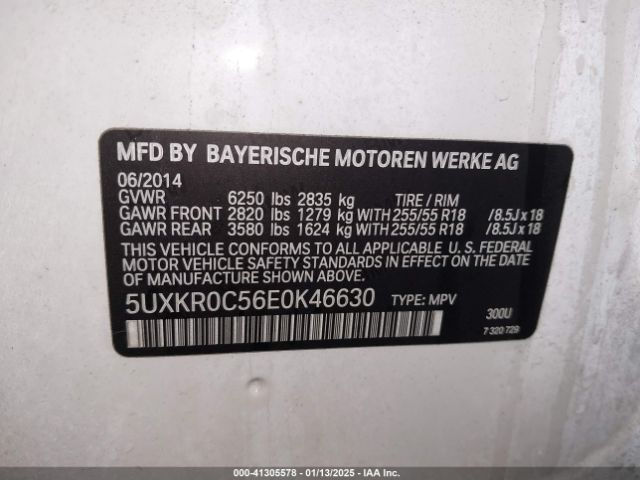 MFD BY BAYERISCHE MOTOREN WERKE AG
06/2014
GVWR 6250 lbs 2835 kg TIRE / RIM
GAWR FRONT 2820 lbs 1279 kg WITH 255/55 R18 /8.5J x 18
GAWR REAR 3580 lbs 1624 kg WITH 255/55 R18 /8.5J x 18
THIS VEHICLE CONFORMS TO ALL APPLICABLE U. S. FEDERAL
MOTOR VEHICLE SAFETY STANDARDS IN EFFECT ON THE DATE
OF MANUFACTURE SHOWN ABOVE.
5UXKR0C56E0K46630 TYPE: MPV
300U
7 320 729
000-41305578 - 01/13/2025 - IAAI.COM